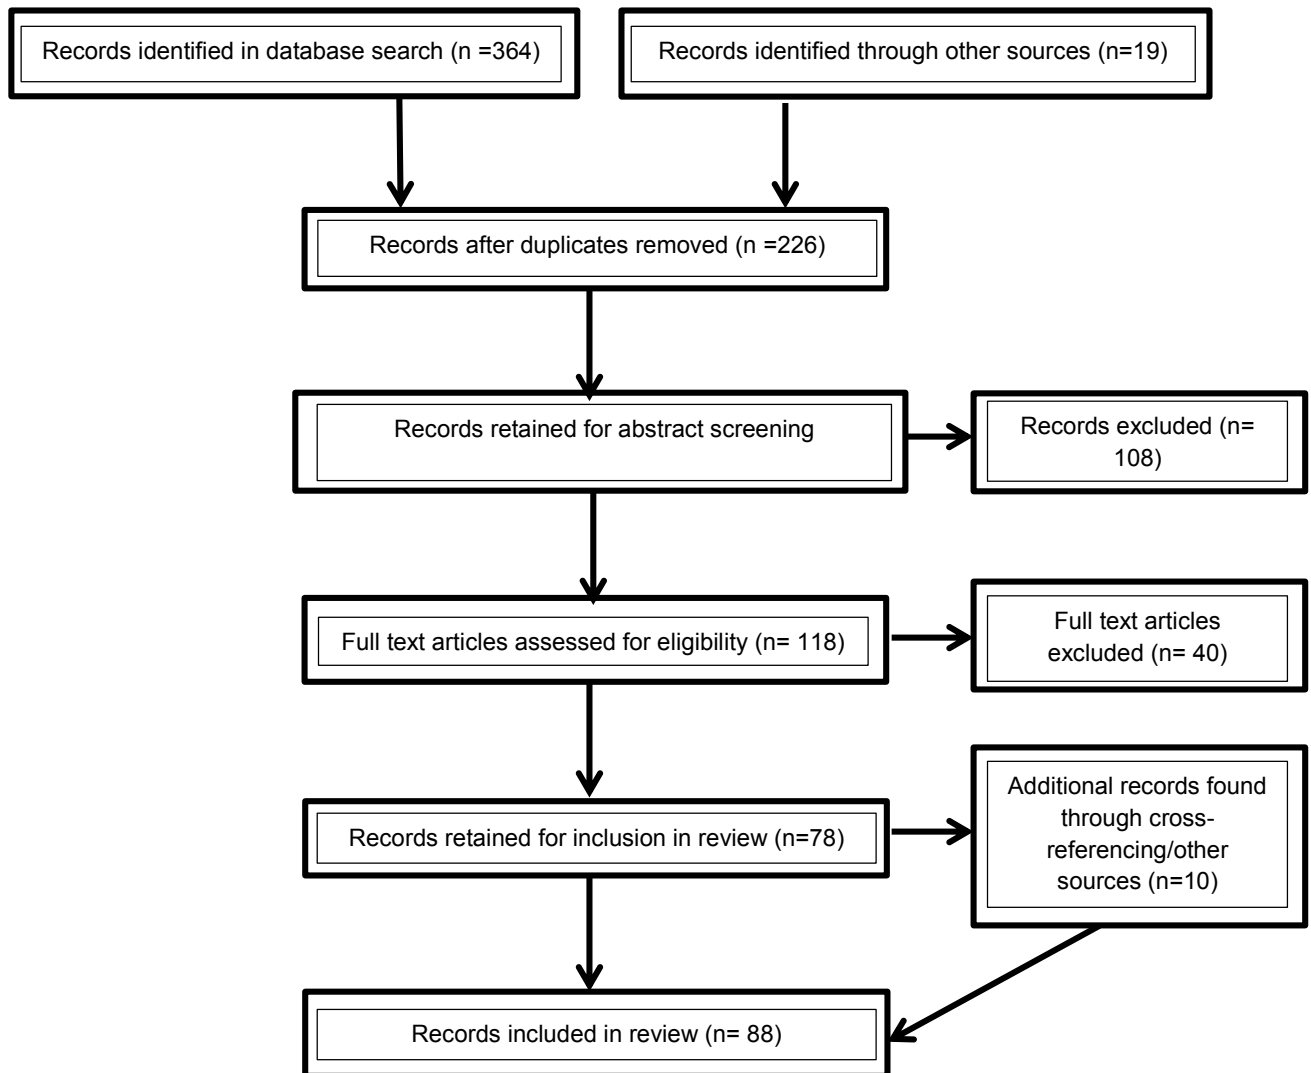 Records identified in database search (n =364)
Records identified through other sources (n=19)
Records after duplicates removed (n =226)
Records retained for abstract screening
Records excluded (n=
108)
Full text articles assessed for eligibility (n= 118)
Full text articles
excluded (n= 40)
Records retained for inclusion in review (n=78)
Additional records found
through cross-
referencing/other
sources (n=10)
Records included in review (n= 88)